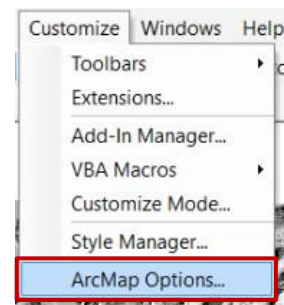 Customize Windows Help
Toolbars
Extensions...
Add-In Manager...
VBA Macros
Customize Mode...
Style Manager...
ArcMap Options...